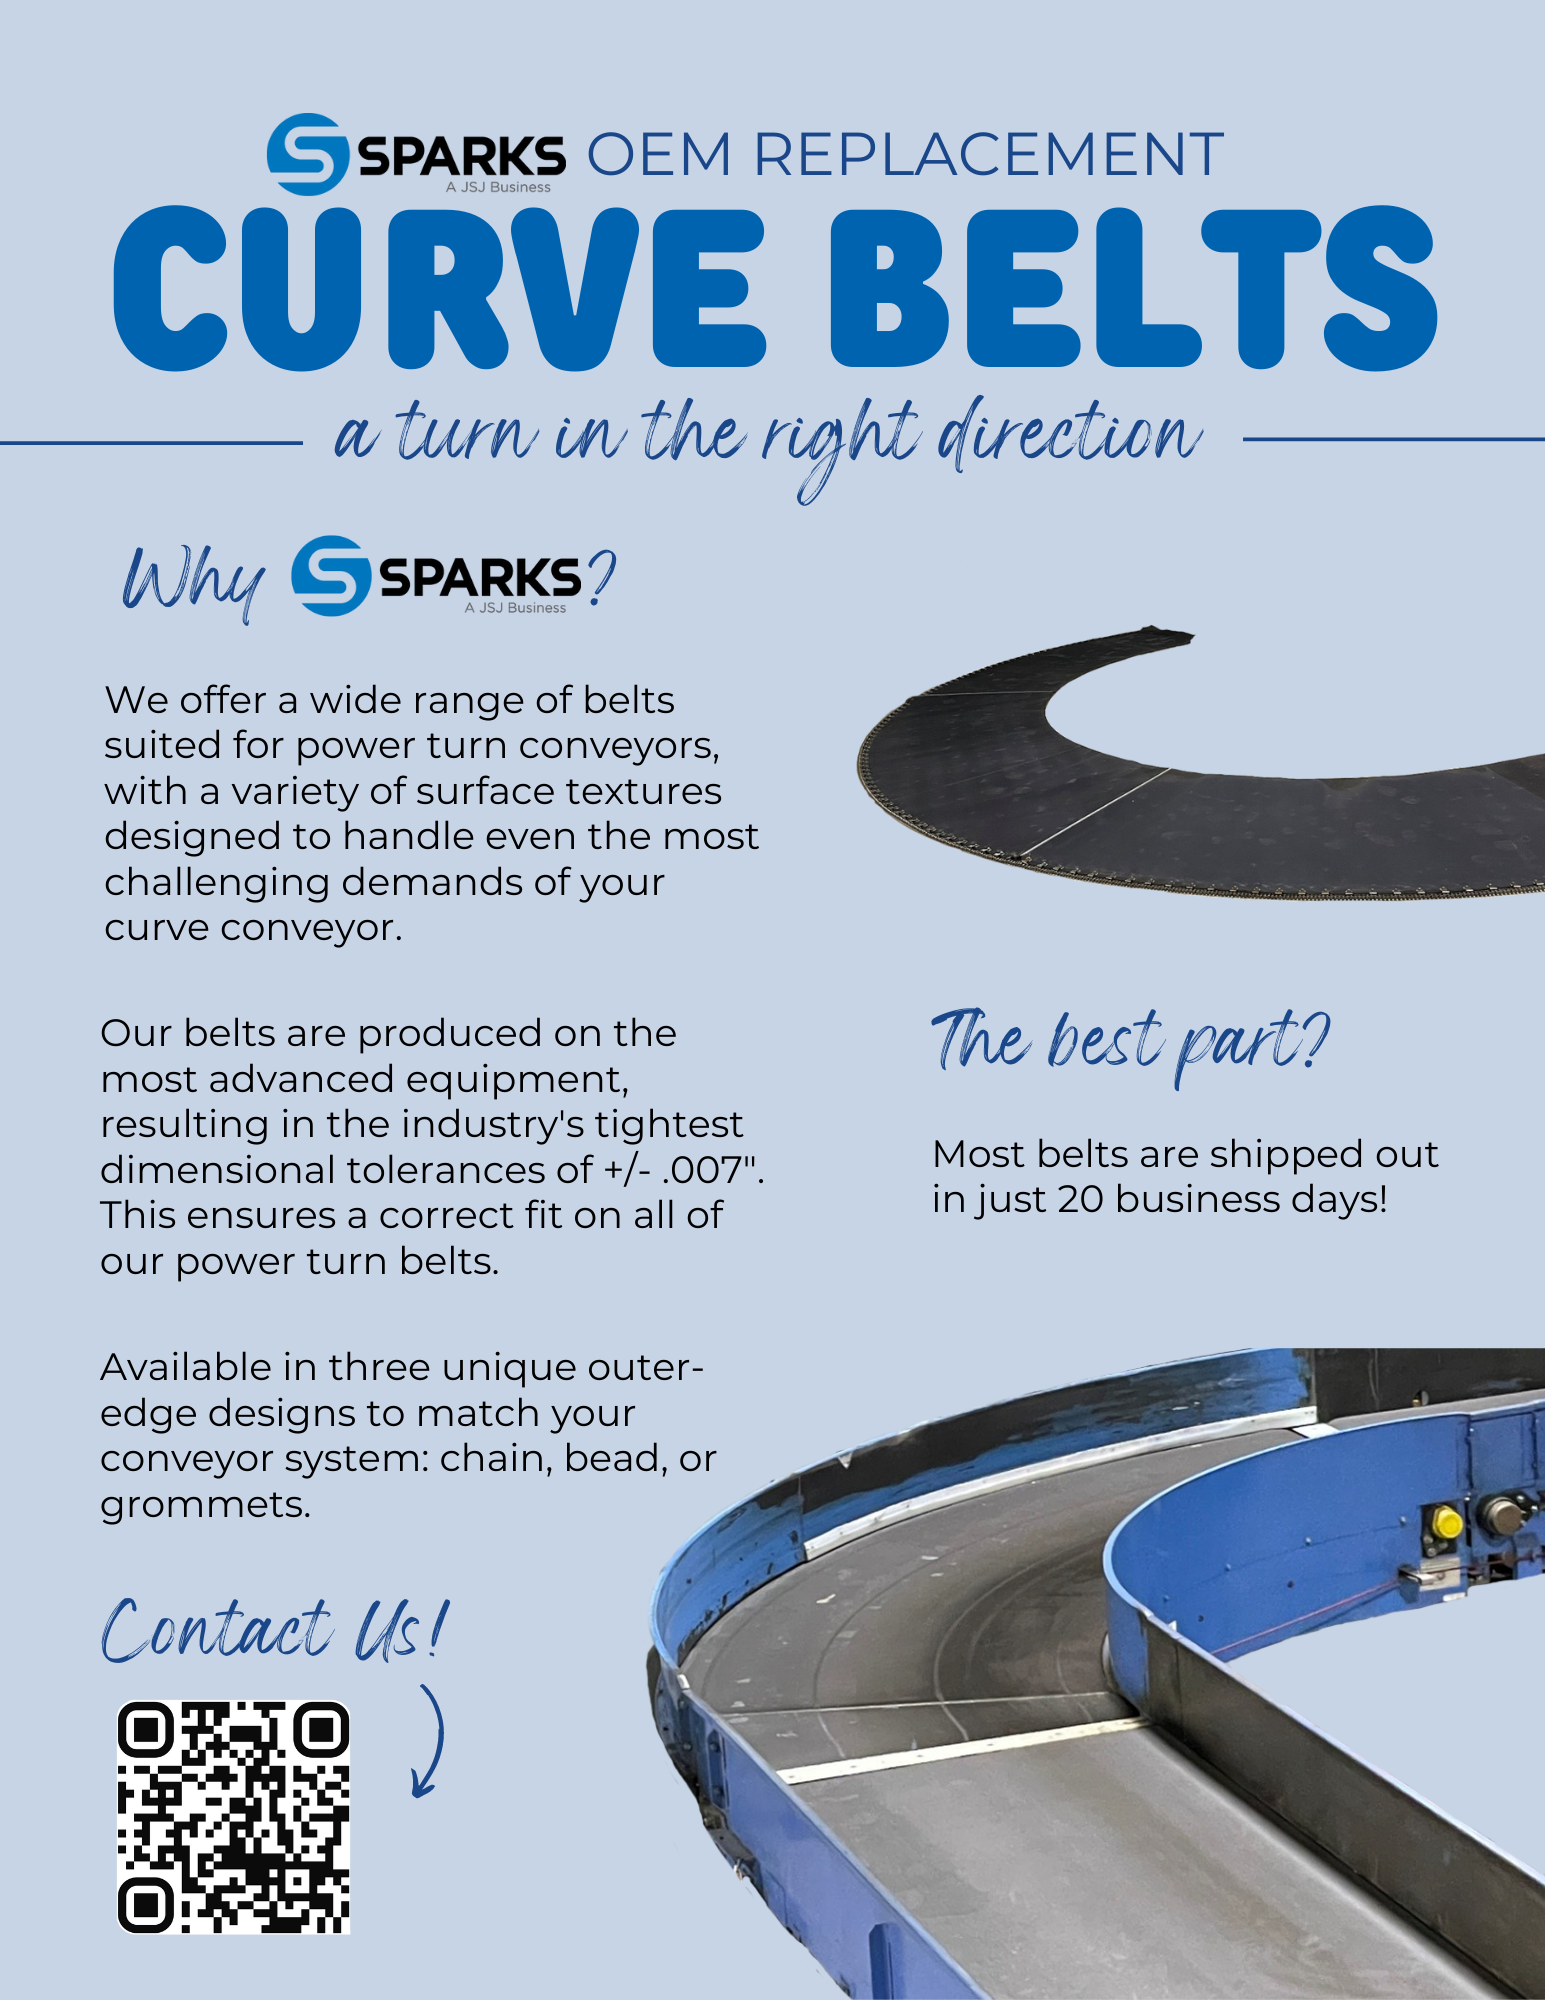 SPARKS OEM REPLACEMENT
A JSJ Business
CURVE BELTS
a turn in the right direction
Why SPARKS?
A JSJ Business
We offer a wide range of belts
suited for power turn conveyors,
with a variety of surface textures
designed to handle even the most
challenging demands of your
curve conveyor.
Our belts are produced on the
most advanced equipment,
resulting in the industry's tightest
dimensional tolerances of +/- .007".
This ensures a correct fit on all of
our power turn belts.
Available in three unique outer-
edge designs to match your
conveyor system: chain, bead, or
grommets.
The best part?
Most belts are shipped out
in just 20 business days!
Contact Us!